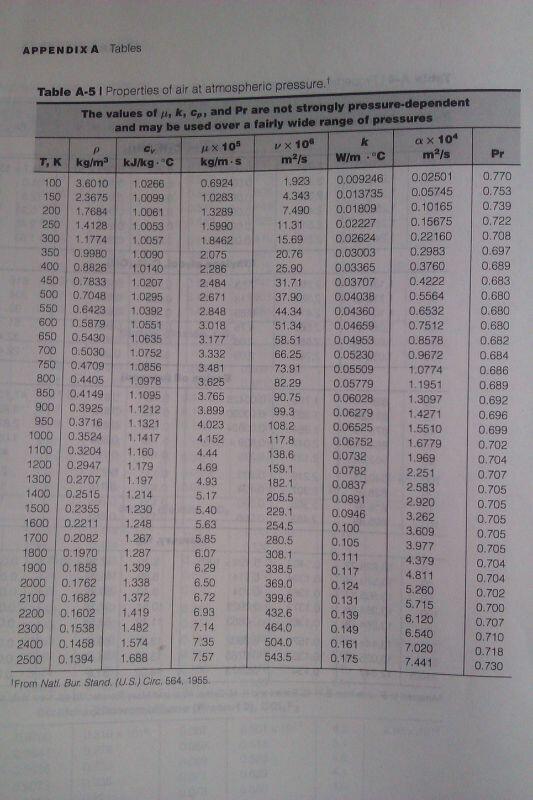 APPENDIX A Tables
Table A-5 | Properties of air at atmospheric pressure.†
The values of μ, k, cp, and Pr are not strongly pressure-dependent
and may be used over a fairly wide range of pressures
ρ cv μ × 10⁵ ν × 10⁶ k α × 10⁴
T, K kg/m³ kJ/kg · °C kg/m · s m²/s W/m · °C m²/s Pr
100 3.6010 1.0266 0.6924 1.923 0.009246 0.02501 0.770
150 2.3675 1.0099 1.0283 4.343 0.013735 0.05745 0.753
200 1.7684 1.0061 1.3289 7.490 0.01809 0.10165 0.739
250 1.4128 1.0053 1.5990 11.31 0.02227 0.15675 0.722
300 1.1774 1.0057 1.8462 15.69 0.02624 0.22160 0.708
350 0.9980 1.0090 2.075 20.76 0.03003 0.2983 0.697
400 0.8826 1.0140 2.286 25.90 0.03365 0.3760 0.689
450 0.7833 1.0207 2.484 31.71 0.03707 0.4222 0.683
500 0.7048 1.0295 2.671 37.90 0.04038 0.5564 0.680
550 0.6423 1.0392 2.848 44.34 0.04360 0.6532 0.680
600 0.5879 1.0551 3.018 51.34 0.04659 0.7512 0.680
650 0.5430 1.0635 3.177 58.51 0.04953 0.8578 0.682
700 0.5030 1.0752 3.332 66.25 0.05230 0.9672 0.684
750 0.4709 1.0856 3.481 73.91 0.05509 1.0774 0.686
800 0.4405 1.0978 3.625 82.29 0.05779 1.1951 0.689
850 0.4149 1.1095 3.765 90.75 0.06028 1.3097 0.692
900 0.3925 1.1212 3.899 99.3 0.06279 1.4271 0.696
950 0.3716 1.1321 4.023 108.2 0.06525 1.5510 0.699
1000 0.3524 1.1417 4.152 117.8 0.06752 1.6779 0.702
1100 0.3204 1.160 4.44 138.6 0.0732 1.969 0.704
1200 0.2947 1.179 4.69 159.1 0.0782 2.251 0.707
1300 0.2707 1.197 4.93 182.1 0.0837 2.583 0.705
1400 0.2515 1.214 5.17 205.5 0.0891 2.920 0.705
1500 0.2355 1.230 5.40 229.1 0.0946 3.262 0.705
1600 0.2211 1.248 5.63 254.5 0.100 3.609 0.705
1700 0.2082 1.267 5.85 280.5 0.105 3.977 0.705
1800 0.1970 1.287 6.07 308.1 0.111 4.379 0.704
1900 0.1858 1.309 6.29 338.5 0.117 4.811 0.704
2000 0.1762 1.338 6.50 369.0 0.124 5.260 0.702
2100 0.1682 1.372 6.72 399.6 0.131 5.715 0.700
2200 0.1602 1.419 6.93 432.6 0.139 6.120 0.707
2300 0.1538 1.482 7.14 464.0 0.149 6.540 0.710
2400 0.1458 1.574 7.35 504.0 0.161 7.020 0.718
2500 0.1394 1.688 7.57 543.5 0.175 7.441 0.730
†From Natl. Bur. Stand. (U.S.) Circ. 564, 1955.